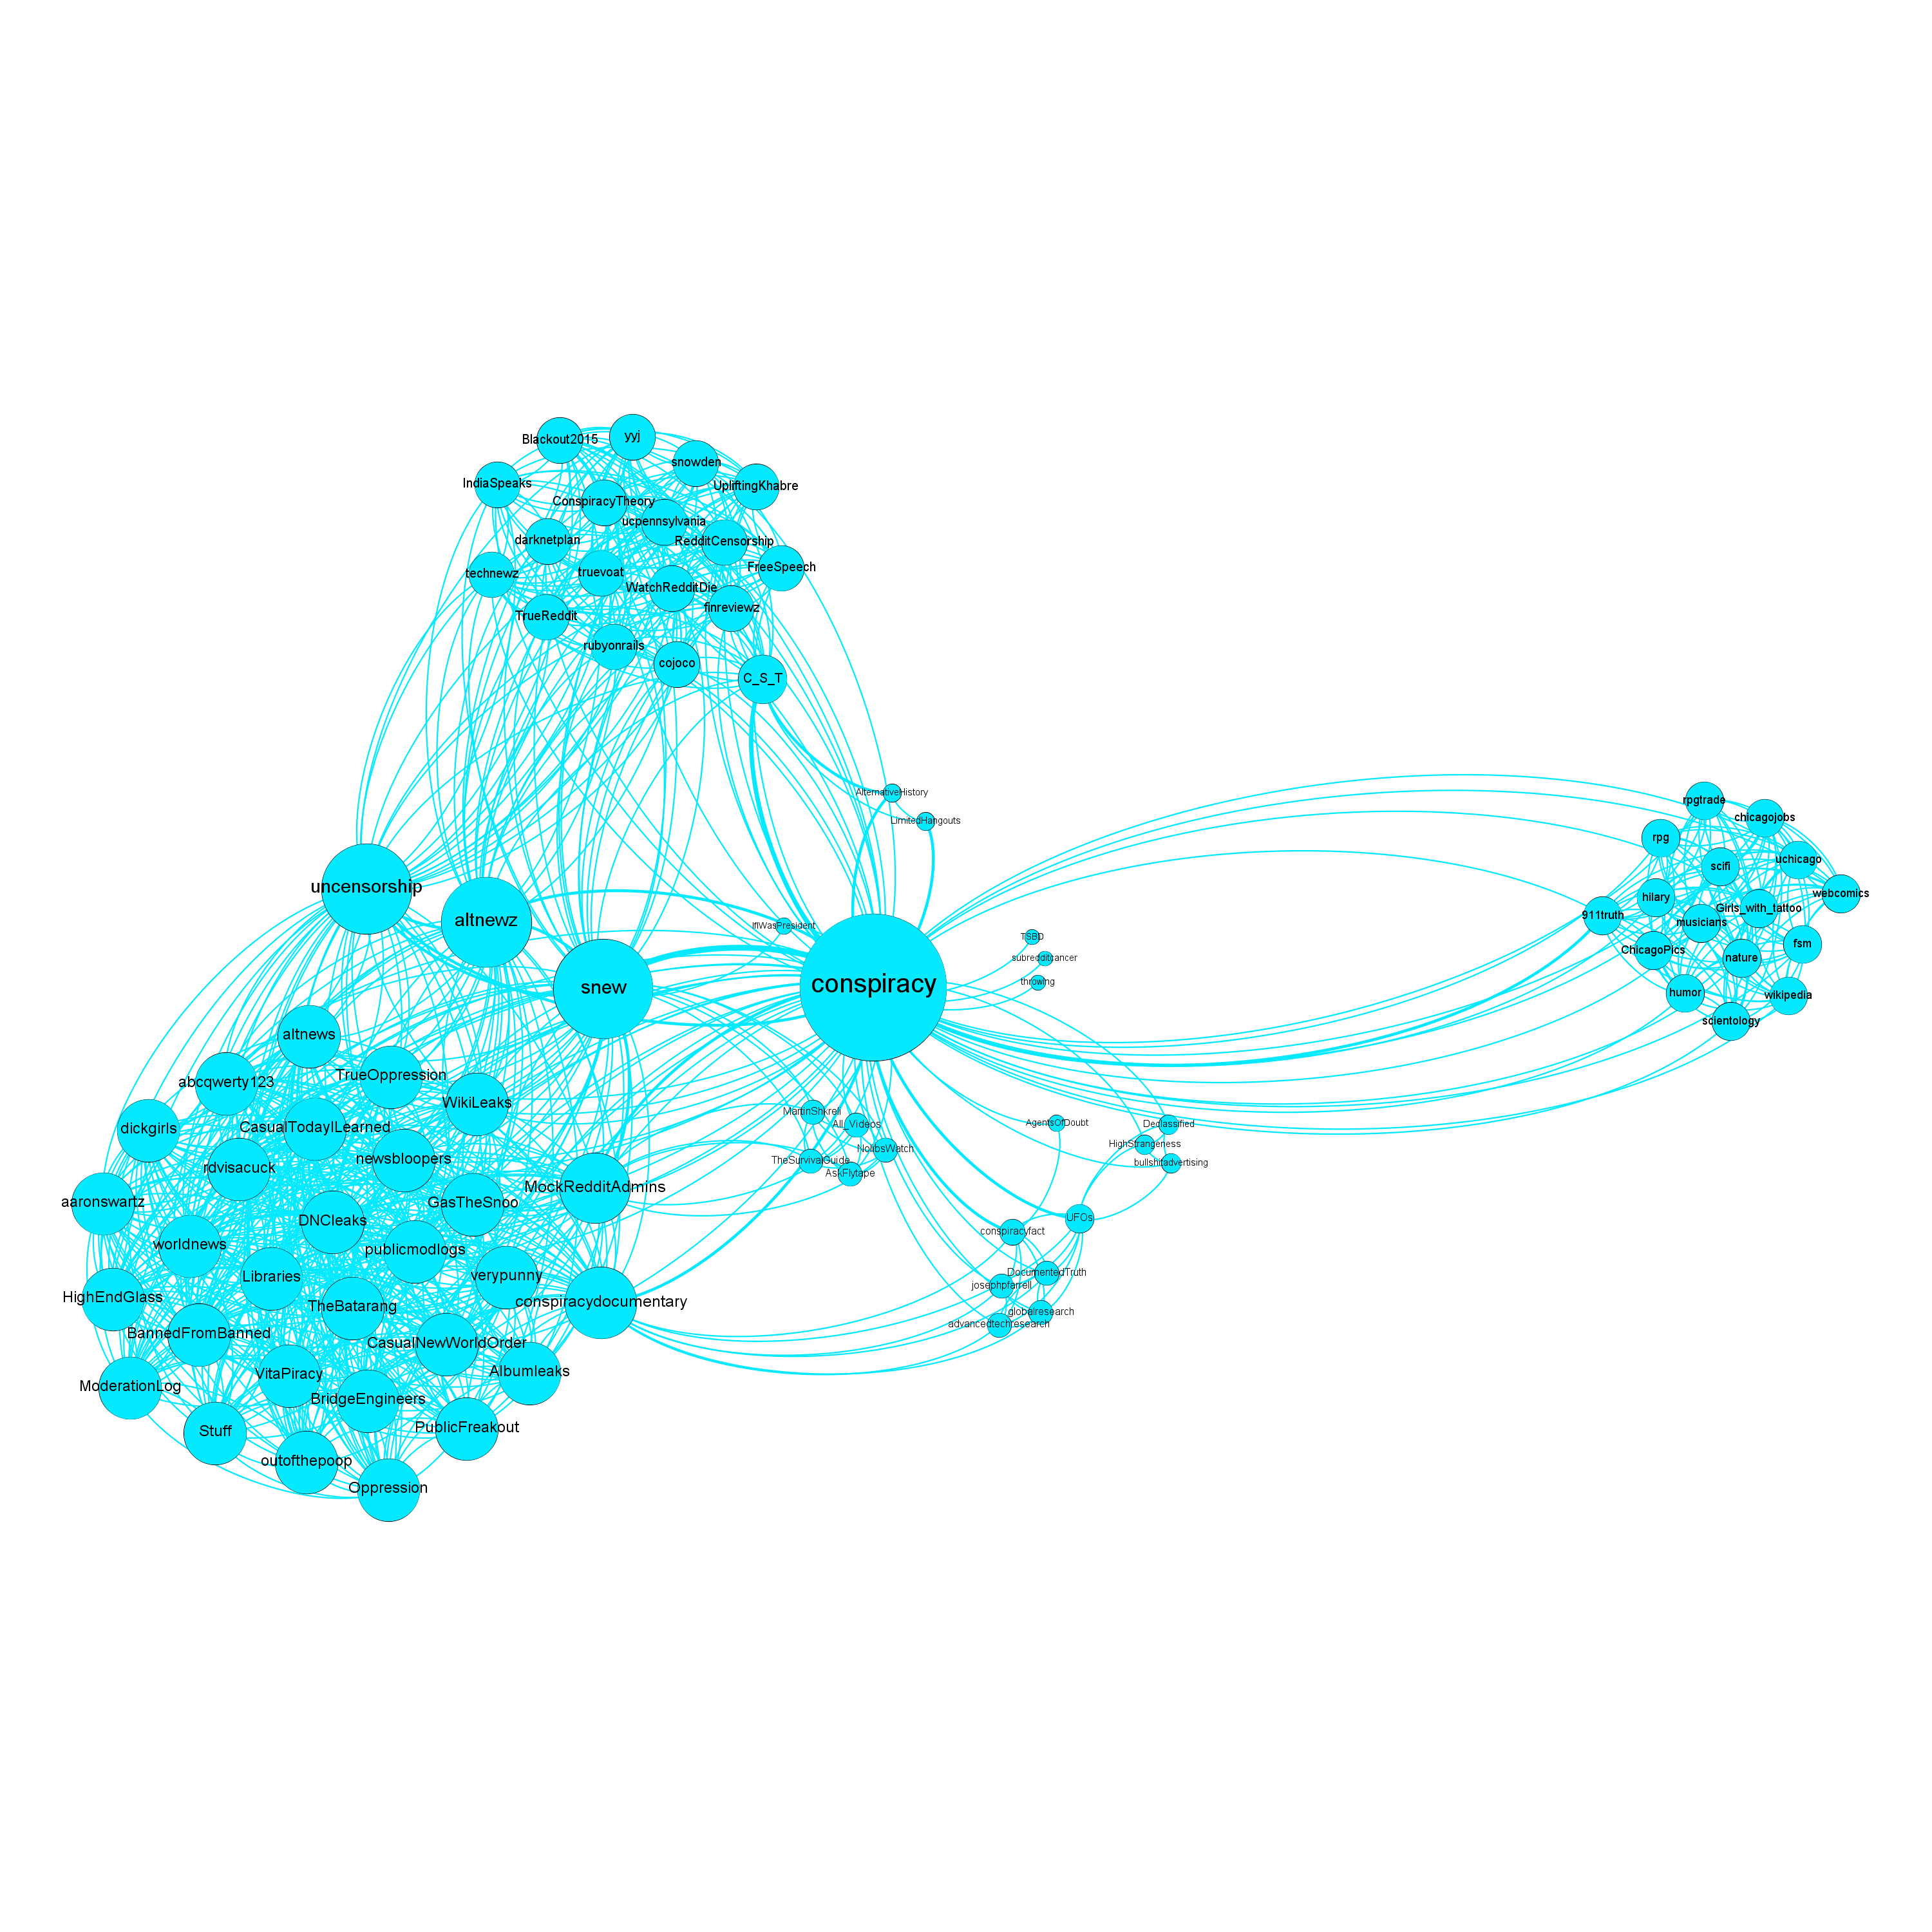 Blackout2015
yyj
snowden
IndiaSpeaks
UpliftingKhabre
ConspiracyTheory
ucpennsylvania
darknetplan
RedditCensorship
technewz
truevoat
FreeSpeech
WatchRedditDie
TrueReddit
finreviewz
rubyonrails
cojoco
C_S_T
AlternativeHistory
LimitedHangouts
rpgtrade
chicagojobs
rpg
scifi
uchicago
webcomics
hilary
Girls_with_tattoo
911truth
musicians
fsm
ChicagoPics
nature
humor
wikipedia
scientology
uncensorship
altnewz
IfIWasPresident
snew
conspiracy
TSBD
subredditcancer
throwing
altnews
abcqwerty123
TrueOppression
WikiLeaks
dickgirls
CasualTodayILearned
newsbloopers
rdvisacuck
MartinShkreli
All_Videos
NoJibsWatch
TheSurvivalGuide
AskFlytape
AgentsOfDoubt
Declassified
HighStrangeness
bullshitadvertising
aaronswartz
MockRedditAdmins
GasTheSnoo
DNCleaks
worldnews
publicmodlogs
UFOs
conspiracyfact
Libraries
verypunny
DocumentedTruth
josephpfarrell
HighEndGlass
TheBatarang
conspiracydocumentary
globalresearch
advancedtechresearch
BannedFromBanned
CasualNewWorldOrder
VitaPiracy
Albumleaks
ModerationLog
BridgeEngineers
Stuff
PublicFreakout
outofthepoop
Oppression